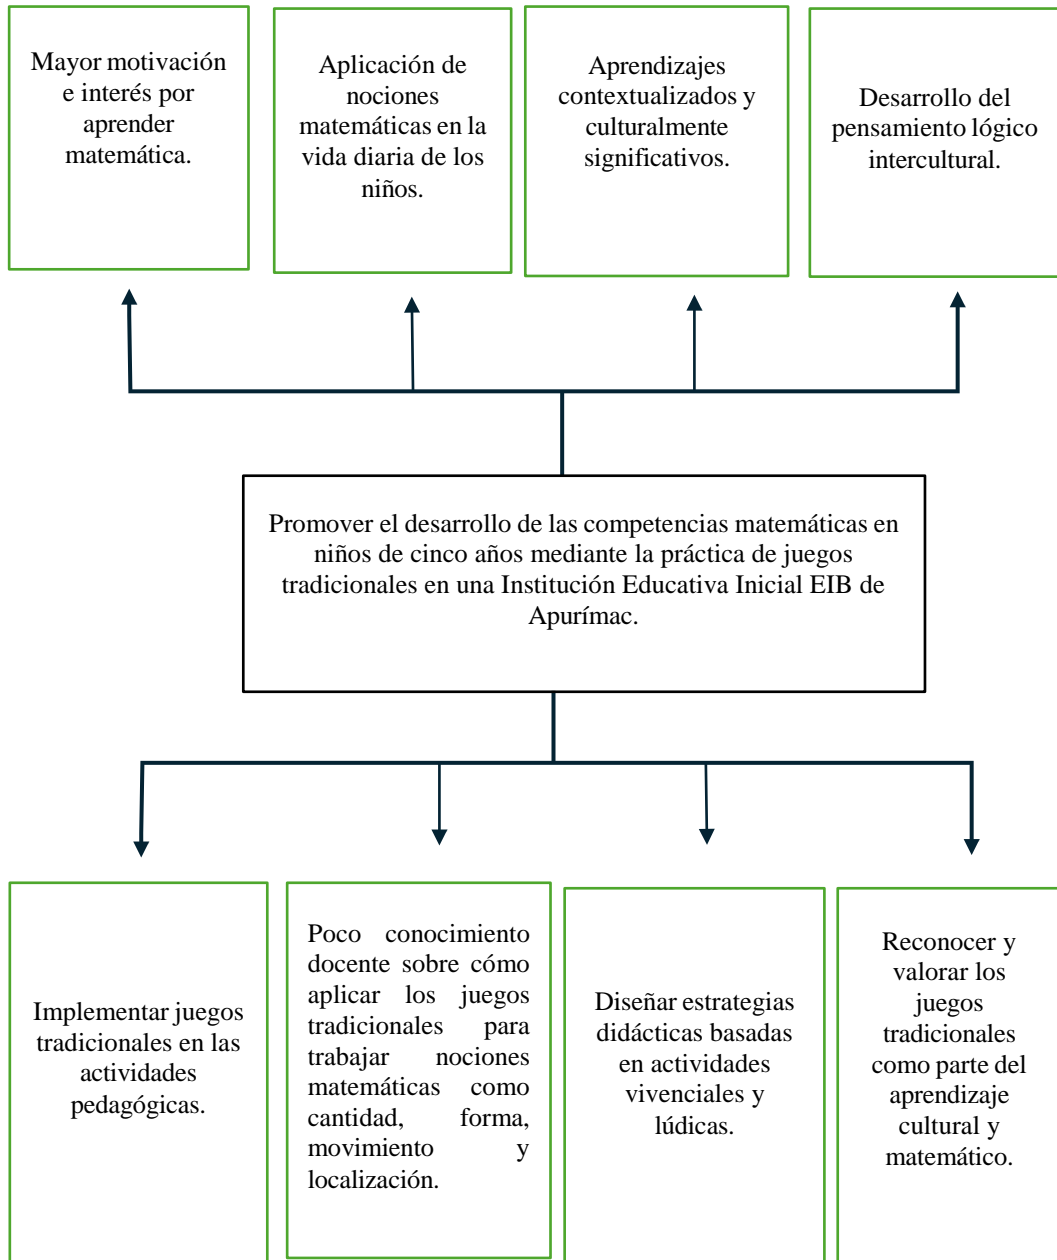 Mayor motivación
e interés por
aprender
matemática.
Aplicación de
nociones
matemáticas en la
vida diaria de los
niños.
Aprendizajes
contextualizados y
culturalmente
significativos.
Desarrollo del
pensamiento lógico
intercultural.
Promover el desarrollo de las competencias matemáticas en
niños de cinco años mediante la práctica de juegos
tradicionales en una Institución Educativa Inicial EIB de
Apurímac.
Implementar juegos
tradicionales en las
actividades
pedagógicas.
Poco conocimiento
docente sobre cómo
aplicar los juegos
tradicionales para
trabajar nociones
matemáticas como
cantidad, forma,
movimiento y
localización.
Diseñar estrategias
didácticas basadas
en actividades
vivenciales y
lúdicas.
Reconocer y
valorar los
juegos
tradicionales
como parte del
aprendizaje
cultural y
matemático.